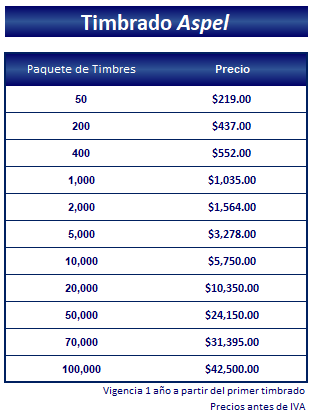 Timbrado Aspel
Paquete de Timbres Precio
50 $219.00
200 $437.00
400 $552.00
1,000 $1,035.00
2,000 $1,564.00
5,000 $3,278.00
10,000 $5,750.00
20,000 $10,350.00
50,000 $24,150.00
70,000 $31,395.00
100,000 $42,500.00
Vigencia 1 año a partir del primer timbrado
Precios antes de IVA